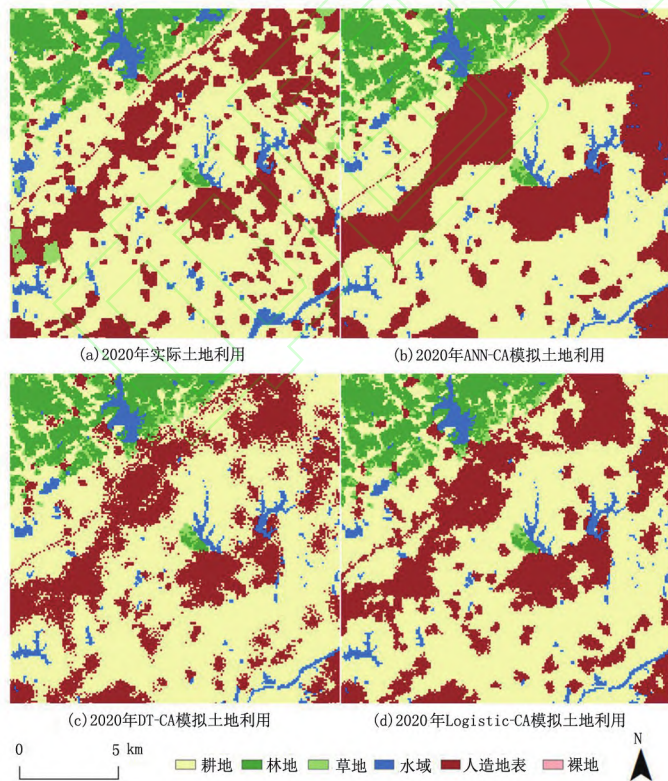 (a)2020年实际土地利用
(b)2020年ANN-CA模拟土地利用
(c)2020年DT-CA模拟土地利用
(d)2020年Logistic-CA模拟土地利用
0 5 km
耕地 林地 草地 水域 人造地表 裸地
N